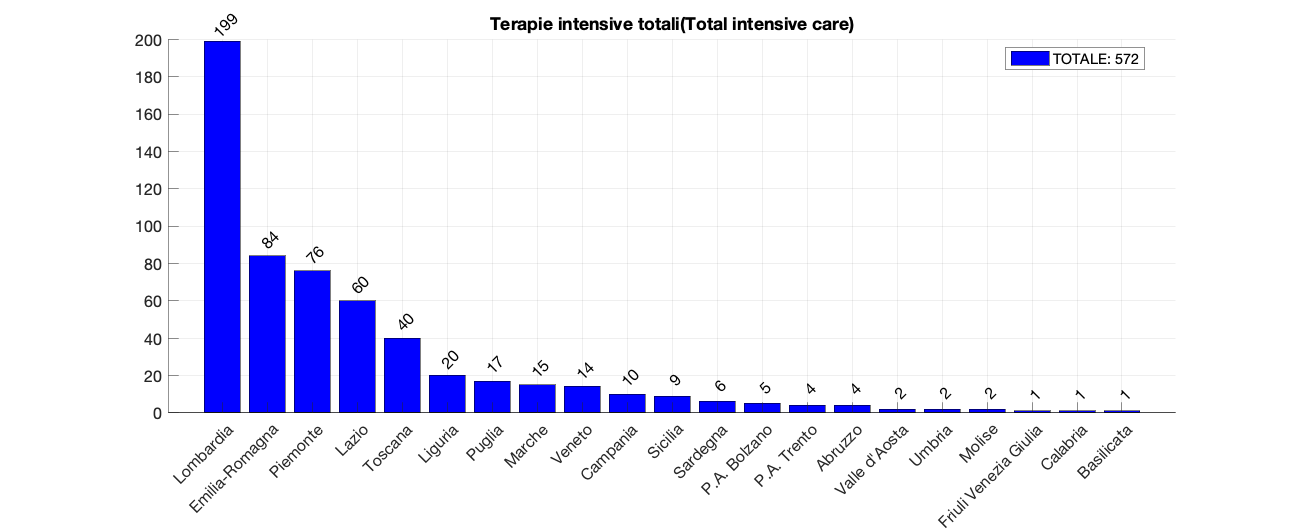 Terapie intensive totali(Total intensive care)
TOTALE: 572
200
180
160
140
120
100
80
60
40
20
0
199
84
76
60
40
20
17
15
14
10
9
6
5
4
4
2
2
2
1
1
1
Lombardia
Emilia-Romagna
Piemonte
Lazio
Toscana
Liguria
Puglia
Marche
Veneto
Campania
Sicilia
Sardegna
P.A. Bolzano
P.A. Trento
Abruzzo
Valle d'Aosta
Umbria
Molise
Friuli Venezia Giulia
Calabria
Basilicata